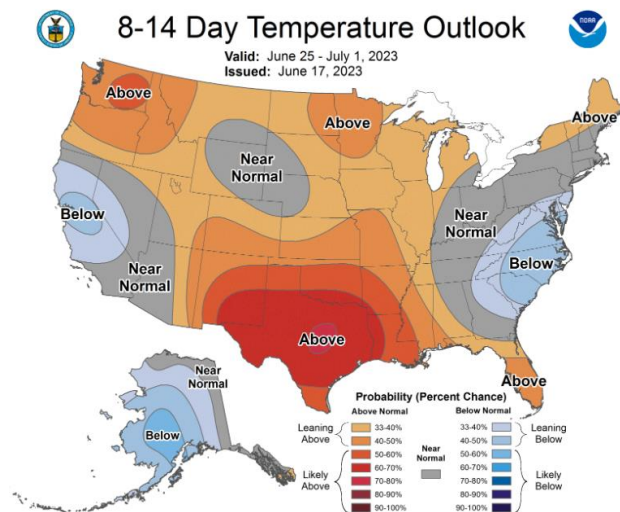 8-14 Day Temperature Outlook
Valid: June 25 - July 1, 2023
Issued: June 17, 2023
NOAA
Above
Above
Above
Near
Normal
Below
Near
Normal
Near
Normal
Below
Above
Above
Near
Normal
Below
Probability (Percent Chance)
Above Normal Below Normal
Leaning
Above
33-40%
40-50%
50-60%
60-70%
70-80%
80-90%
90-100%
Likely
Above
Near
Normal
33-40%
40-50%
50-60%
60-70%
70-80%
80-90%
90-100%
Leaning
Below
Likely
Below